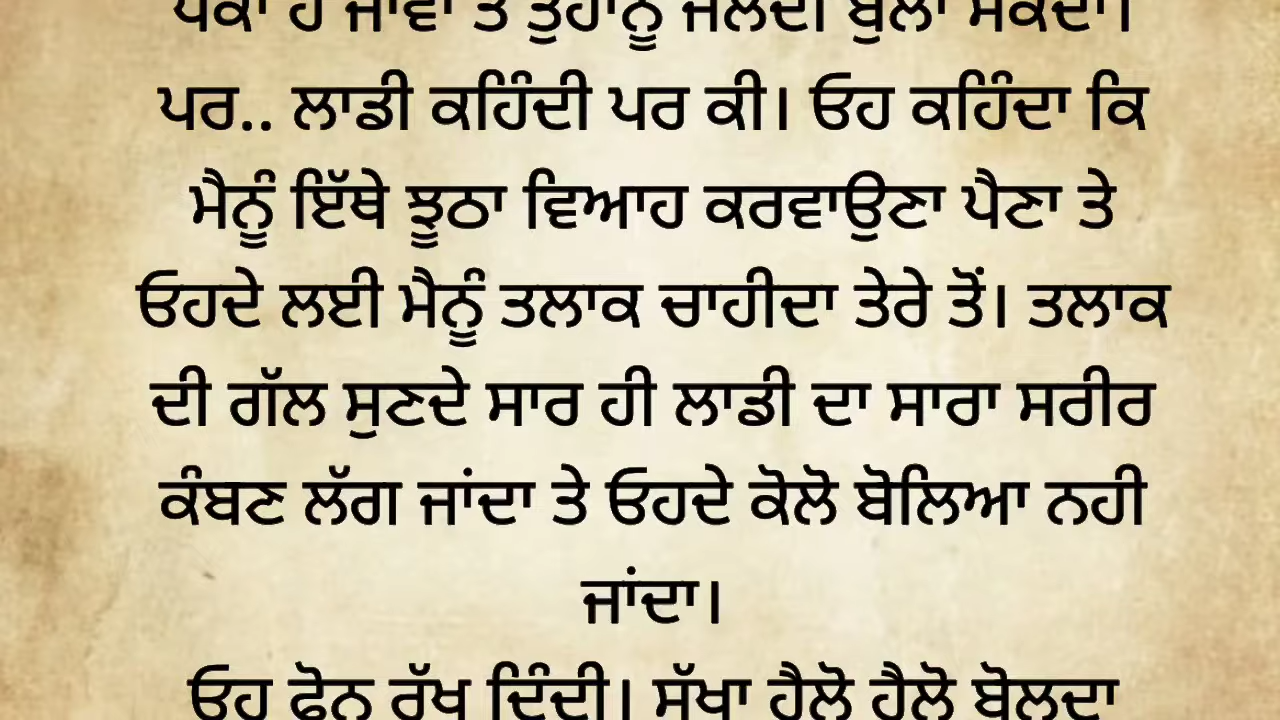 ਪੱਕਾ ਹੋ ਜਾਵਾਂ ਤੇ ਤੁਹਾਨੂੰ ਜਲਦੀ ਬੁਲਾ ਸਕਦਾ।
ਪਰ.. ਲਾਡੀ ਕਹਿੰਦੀ ਪਰ ਕੀ। ਓਹ ਕਹਿੰਦਾ ਕਿ
ਮੈਨੂੰ ਇੱਥੇ ਝੂਠਾ ਵਿਆਹ ਕਰਵਾਉਣਾ ਪੈਣਾ ਤੇ
ਓਹਦੇ ਲਈ ਮੈਨੂੰ ਤਲਾਕ ਚਾਹੀਦਾ ਤੇਰੇ ਤੋਂ। ਤਲਾਕ
ਦੀ ਗੱਲ ਸੁਣਦੇ ਸਾਰ ਹੀ ਲਾਡੀ ਦਾ ਸਾਰਾ ਸਰੀਰ
ਕੰਬਣ ਲੱਗ ਜਾਂਦਾ ਤੇ ਓਹਦੇ ਕੋਲੋ ਬੋਲਿਆ ਨਹੀ
ਜਾਂਦਾ।
ਓਹ ਫੋਨ ਰੱਖ ਦਿੰਦੀ। ਸੁੱਖਾ ਹੈਲੋ ਹੈਲੋ ਬੋਲਦਾ